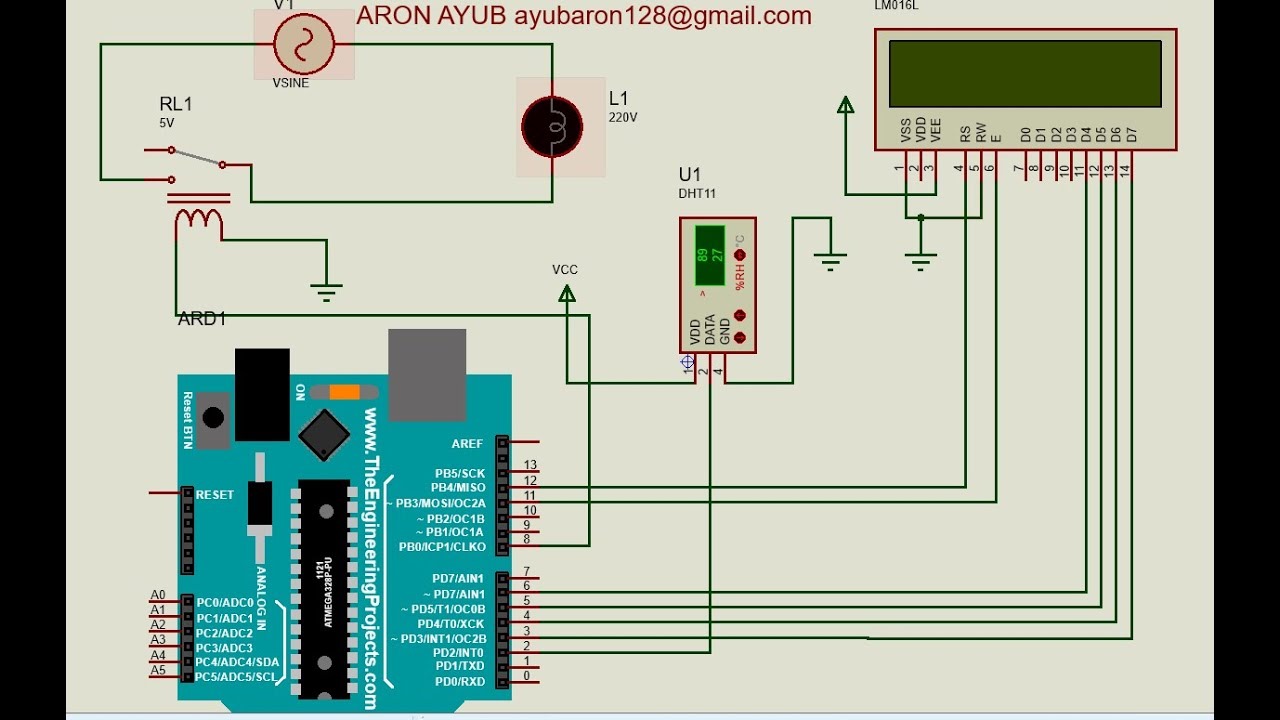 V1
ARON AYUB ayubaron128@gmail.com
LM016L
VSINE
RL1
5V
L1
220V
VSS
VDD
VEE
RS
RW
E
D0
D1
D2
D3
D4
D5
D6
D7
1
2
3
4
5
6
7
8
9
10
11
12
13
14
U1
DHT11
89
27
°C
%RH
>
VDD
DATA
GND
1
2
4
VCC
ARD1
Reset BTN
ON
www.TheEngineeringProjects.com
RESET
ANALOG IN
1121
ATMEGA328P-PU
AREF
PB5/SCK 13
PB4/MISO 12
~ PB3/MOSI/OC2A 11
~ PB2/OC1B 10
~ PB1/OC1A 9
PB0/ICP1/CLKO 8
PD7/AIN1 7
~ PD7/AIN1 6
~ PD5/T1/OC0B 5
PD4/T0/XCK 4
~ PD3/INT1/OC2B 3
PD2/INT0 2
PD1/TXD 1
PD0/RXD 0
A0 PC0/ADC0
A1 PC1/ADC1
A2 PC2/ADC2
A3 PC3/ADC3
A4 PC4/ADC4/SDA
A5 PC5/ADC5/SCL